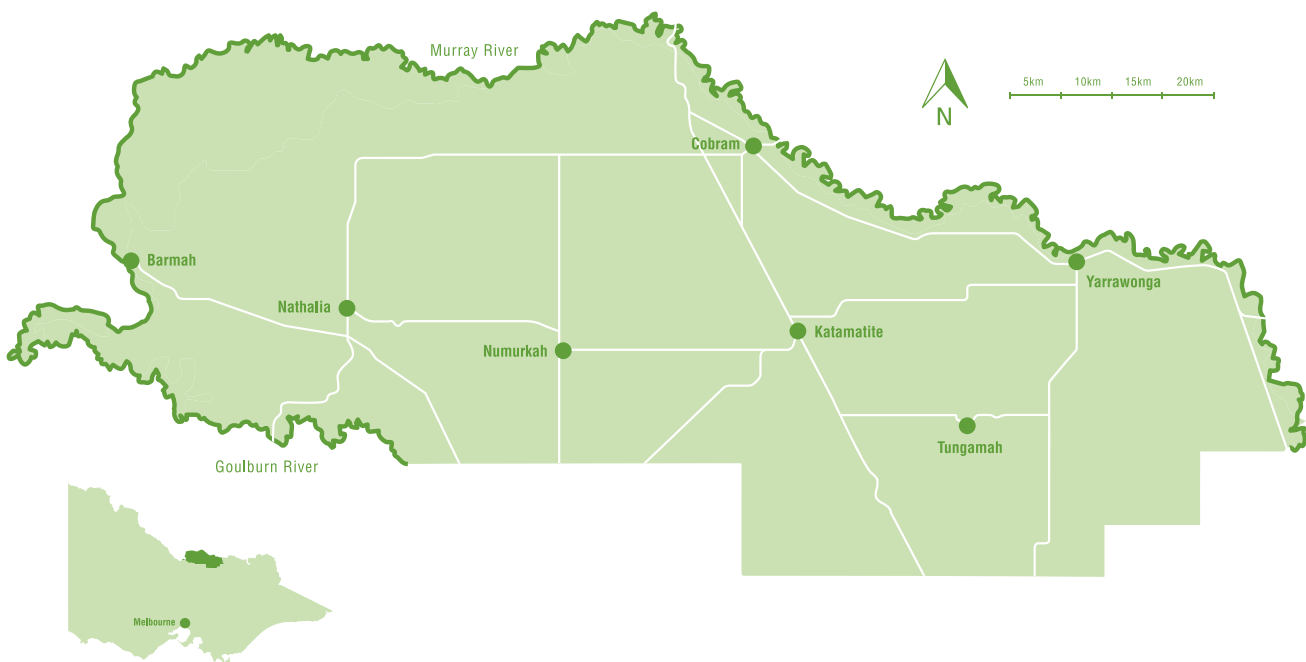 Murray River
5km 10km 15km 20km
N
Cobram
Barmah
Yarrawonga
Nathalia
Katamatite
Numurkah
Tungamah
Goulburn River
Melbourne